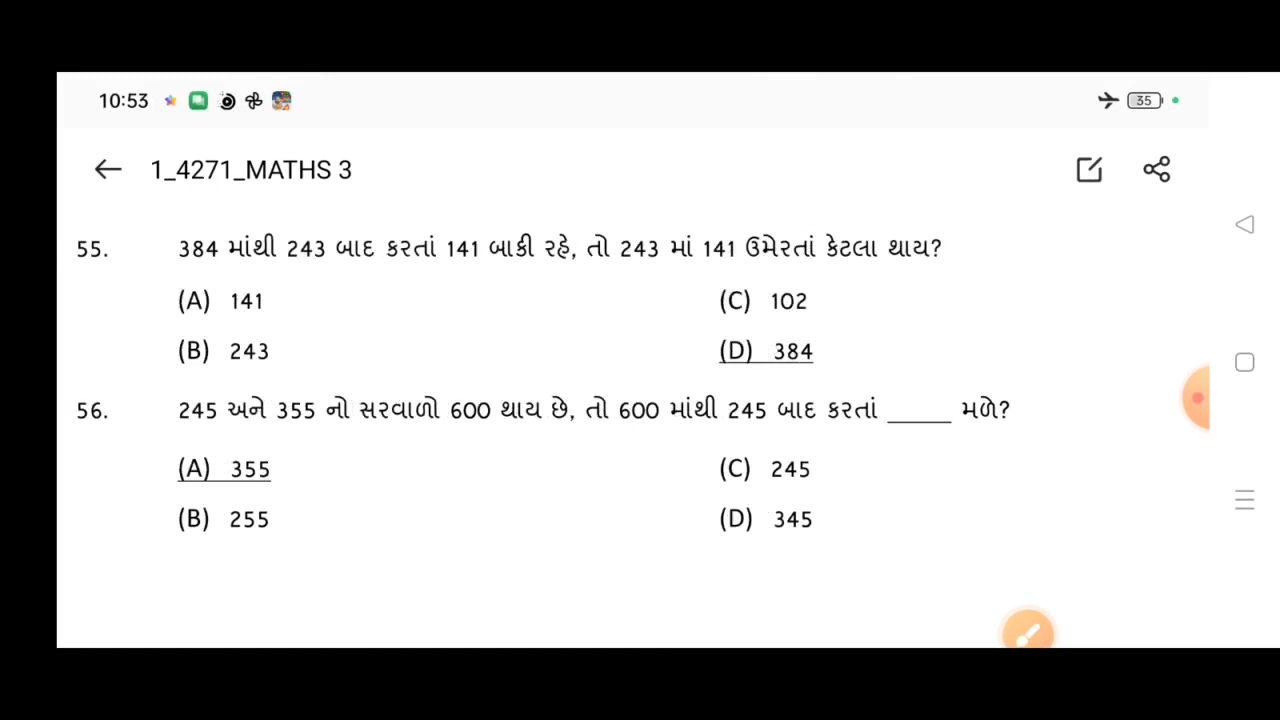 10:53 35
1_4271_MATHS 3
55. 384 માંથી 243 બાદ કરતાં 141 બાકી રહે, તો 243 માં 141 ઉમેરતાં કેટલા થાય?
(A) 141 (C) 102
(B) 243 (D) 384
56. 245 અને 355 નો સરવાળો 600 થાય છે, તો 600 માંથી 245 બાદ કરતાં _____ મળે?
(A) 355 (C) 245
(B) 255 (D) 345